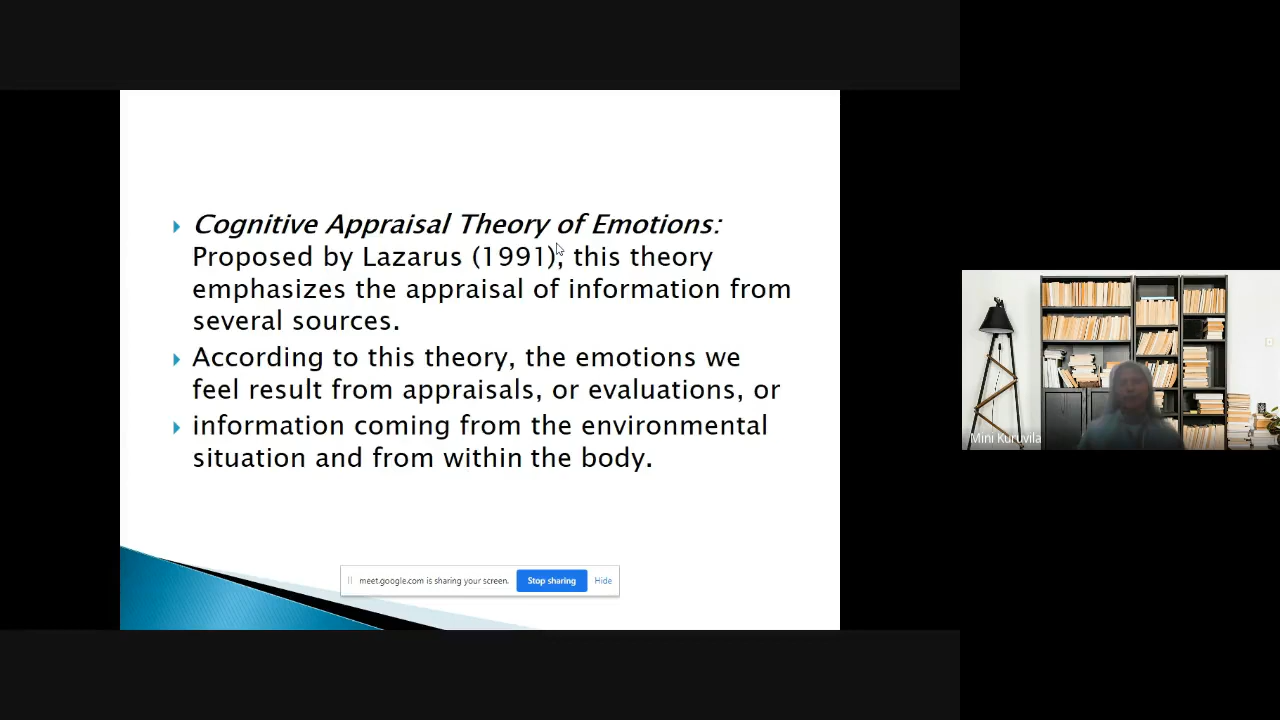 Cognitive Appraisal Theory of Emotions:
Proposed by Lazarus (1991), this theory
emphasizes the appraisal of information from
several sources.
According to this theory, the emotions we
feel result from appraisals, or evaluations, or
information coming from the environmental
situation and from within the body.
meet.google.com is sharing your screen. Stop sharing Hide
Mini Kuruvila